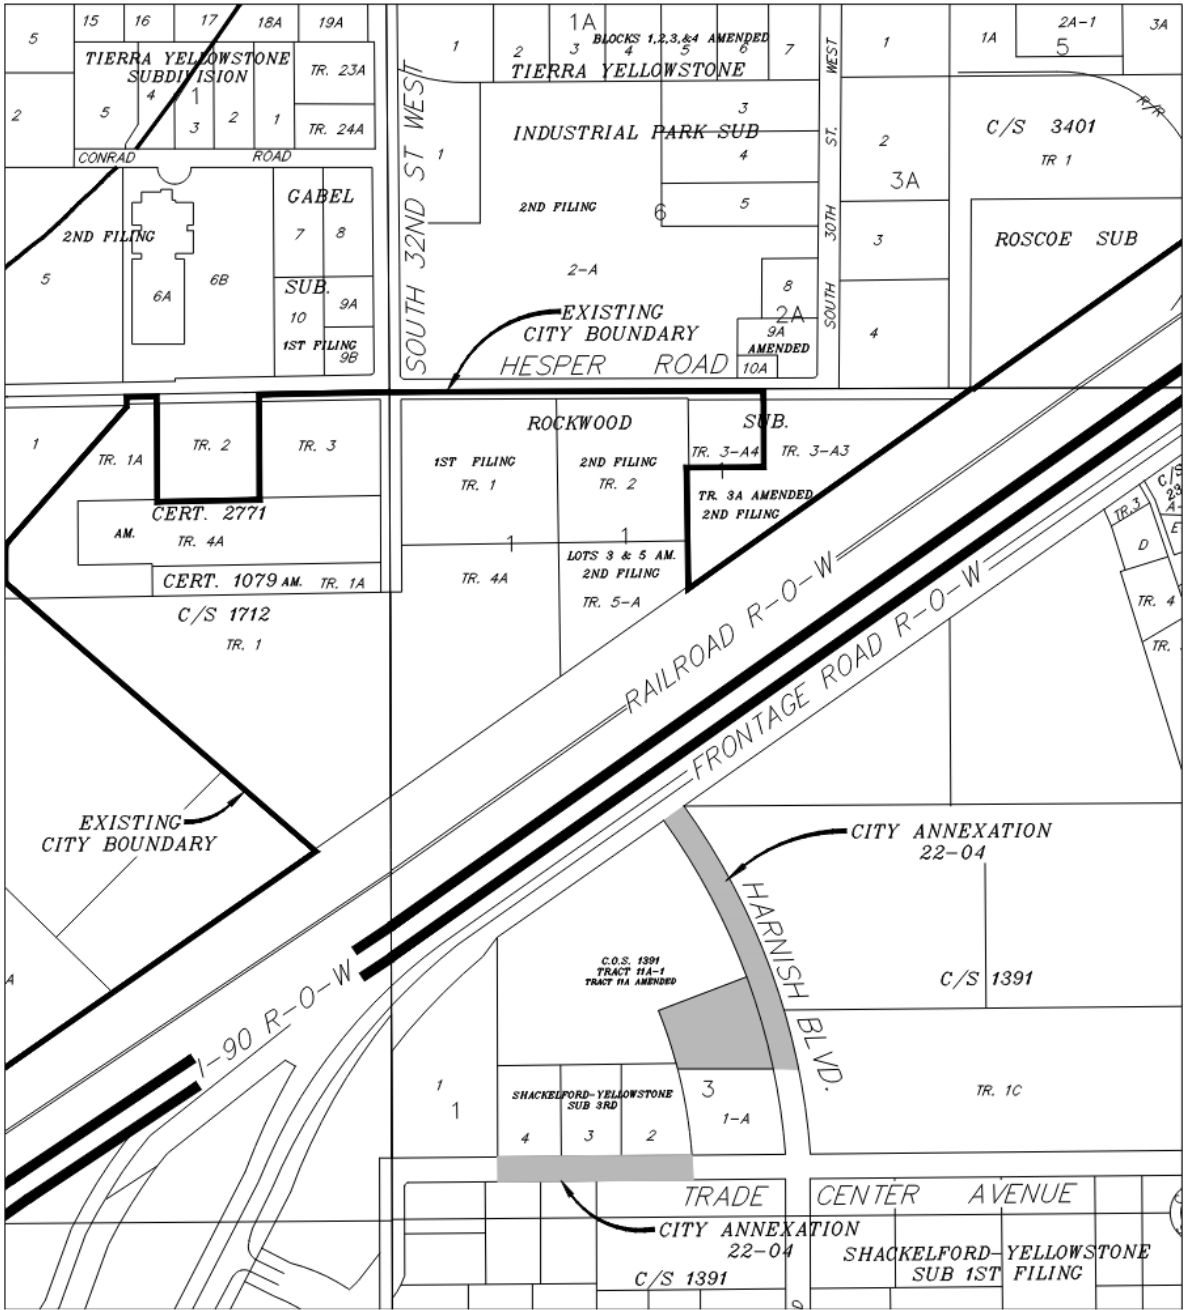 5
15
16
17
18A
19A
TIERRA YELLOWSTONE
SUBDIVISION
TR. 23A
TR. 24A
2
5
4
1
3
2
1
CONRAD ROAD
GABEL
SUB.
1ST FILING
2ND FILING
5
6A
6B
7
8
9A
10
9B
SOUTH 32ND ST WEST
1A
BLOCKS 1,2,3,&4 AMENDED
TIERRA YELLOWSTONE
INDUSTRIAL PARK SUB
1
2
3
4
5
6
7
1
2ND FILING
3
4
5
6
2-A
8
2A
9A
AMENDED
10A
SOUTH 30TH ST. WEST
1
1A
2A-1
5
3A
2
3A
3
4
C/S 3401
TR 1
R/R
ROSCOE SUB
EXISTING
CITY BOUNDARY
HESPER ROAD
1
TR. 1A
TR. 2
TR. 3
CERT. 2771
AM.
TR. 4A
CERT. 1079 AM. TR. 1A
C/S 1712
TR. 1
ROCKWOOD SUB.
1ST FILING
TR. 1
2ND FILING
TR. 2
TR. 3-A4
TR. 3-A3
1
TR. 3A AMENDED
2ND FILING
1
1
TR. 4A
LOTS 3 & 5 AM.
2ND FILING
TR. 5-A
C/S
23
A-
E
TR.3
D
TR. 4
TR.
RAILROAD R-O-W
FRONTAGE ROAD R-O-W
EXISTING
CITY BOUNDARY
A
I-90 R-O-W
CITY ANNEXATION
22-04
HARNISH BLVD.
C.O.S. 1391
TRACT 11A-1
TRACT 11A AMENDED
C/S 1391
1
1
SHACKELFORD-YELLOWSTONE
SUB 3RD
4
3
2
3
1-A
TR. 1C
TRADE CENTER AVENUE
CITY ANNEXATION
22-04
C/S 1391
SHACKELFORD-YELLOWSTONE
SUB 1ST FILING
D